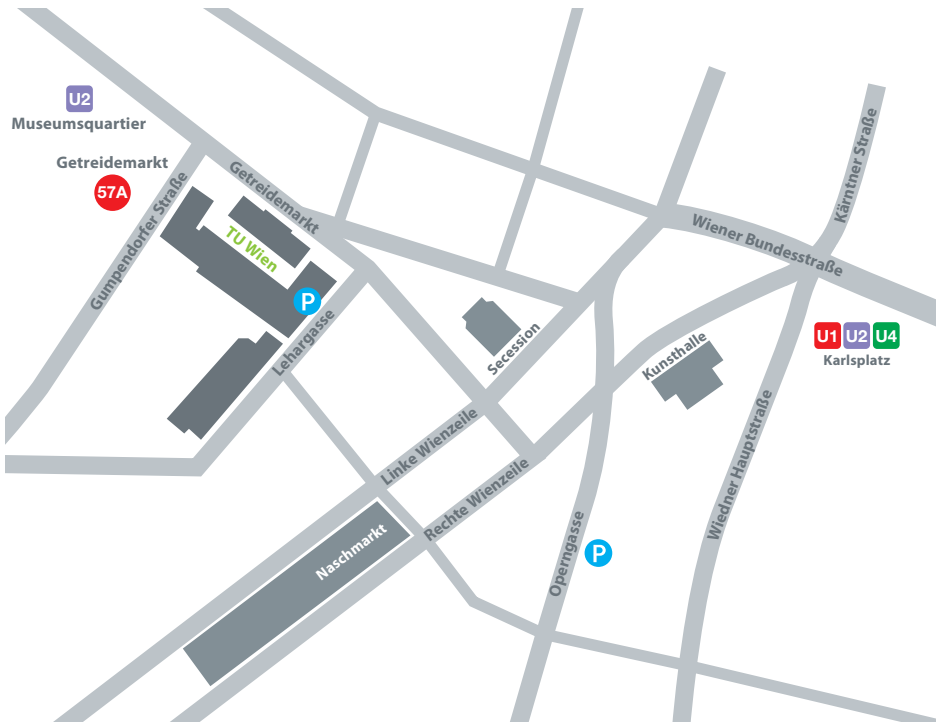 U2
Museumsquartier
Getreidemarkt
57A
Gumpendorfer Straße
Getreidemarkt
TU Wien
P
Lehargasse
Kärntner Straße
Wiener Bundesstraße
U1 U2 U4
Karlsplatz
Secession
Kunsthalle
Linke Wienzeile
Rechte Wienzeile
Wiedner Hauptstraße
Naschmarkt
Operngasse
P